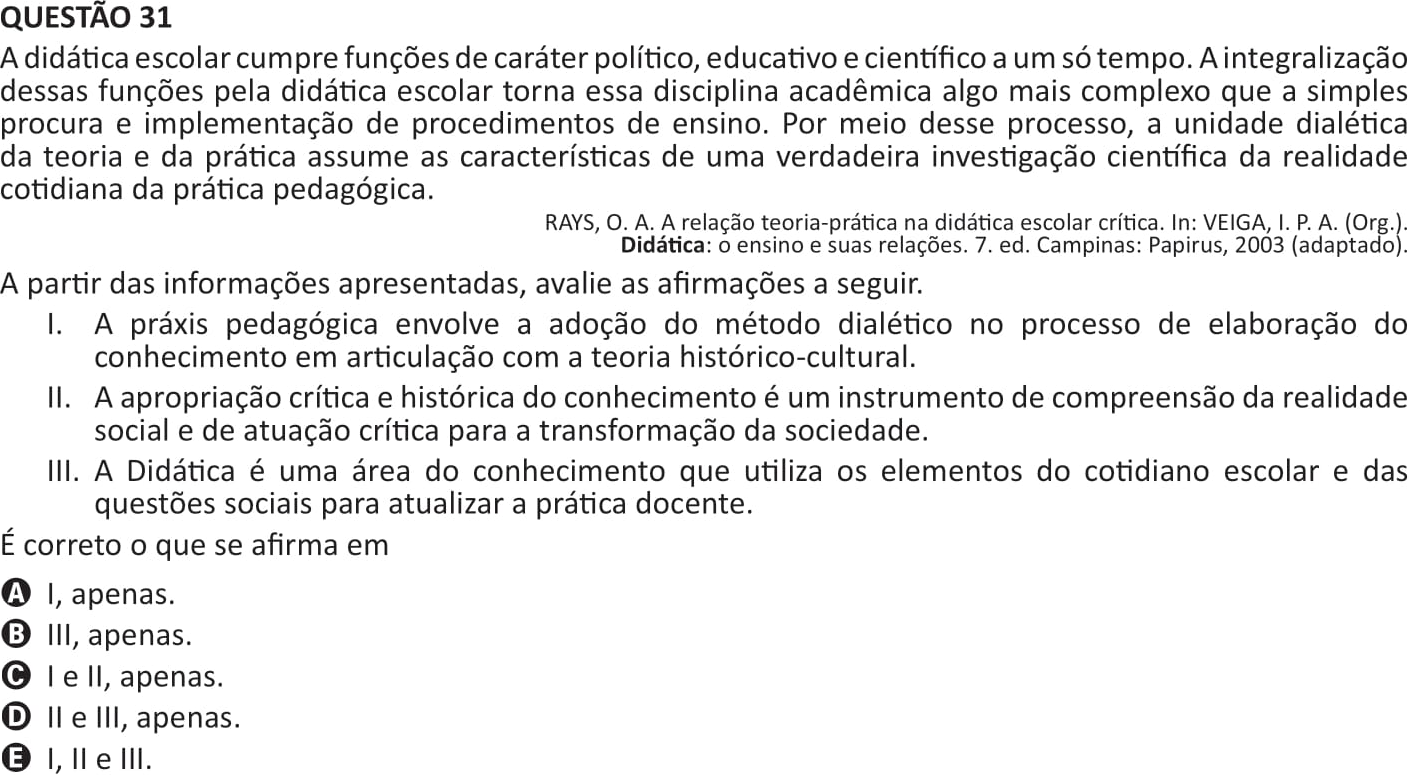 QUESTÃO 31
A didática escolar cumpre funções de caráter político, educativo e científico a um só tempo. A integralização
dessas funções pela didática escolar torna essa disciplina acadêmica algo mais complexo que a simples
procura e implementação de procedimentos de ensino. Por meio desse processo, a unidade dialética
da teoria e da prática assume as características de uma verdadeira investigação científica da realidade
cotidiana da prática pedagógica.
RAYS, O. A. A relação teoria-prática na didática escolar crítica. In: VEIGA, I. P. A. (Org.).
Didática: o ensino e suas relações. 7. ed. Campinas: Papirus, 2003 (adaptado).
A partir das informações apresentadas, avalie as afirmações a seguir.
I. A práxis pedagógica envolve a adoção do método dialético no processo de elaboração do
conhecimento em articulação com a teoria histórico-cultural.
II. A apropriação crítica e histórica do conhecimento é um instrumento de compreensão da realidade
social e de atuação crítica para a transformação da sociedade.
III. A Didática é uma área do conhecimento que utiliza os elementos do cotidiano escolar e das
questões sociais para atualizar a prática docente.
É correto o que se afirma em
A I, apenas.
B III, apenas.
C I e II, apenas.
D II e III, apenas.
E I, II e III.